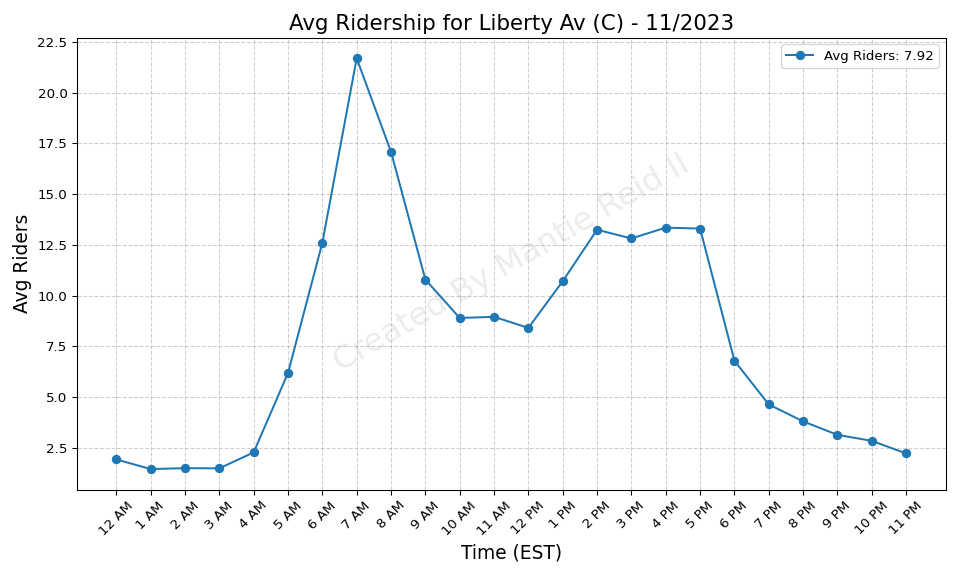 Avg Ridership for Liberty Av (C) - 11/2023
Avg Riders: 7.92
Avg Riders
22.5
20.0
17.5
15.0
12.5
10.0
7.5
5.0
2.5
Created By Mantie Reid II
12 AM
1 AM
2 AM
3 AM
4 AM
5 AM
6 AM
7 AM
8 AM
9 AM
10 AM
11 AM
12 PM
1 PM
2 PM
3 PM
4 PM
5 PM
6 PM
7 PM
8 PM
9 PM
10 PM
11 PM
Time (EST)